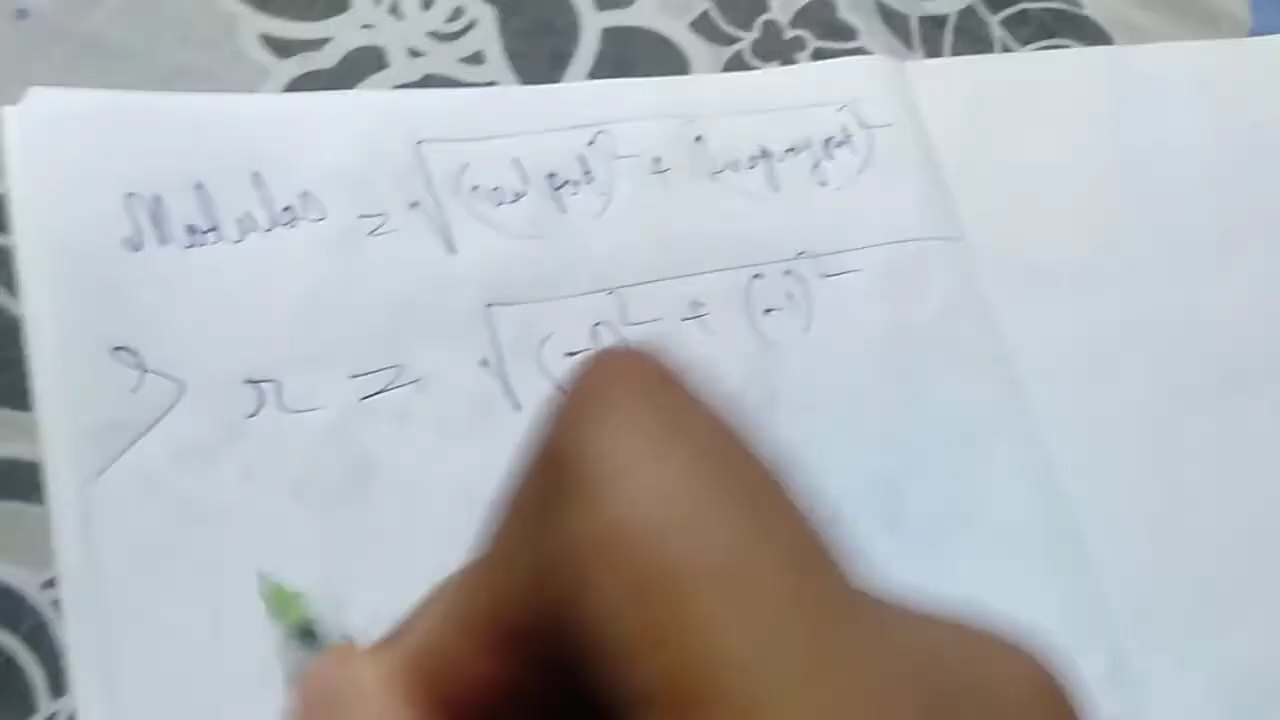 Modulus = √(real part)² + (imaginary part)²
⇒ r = √(-1)² + (-1)²